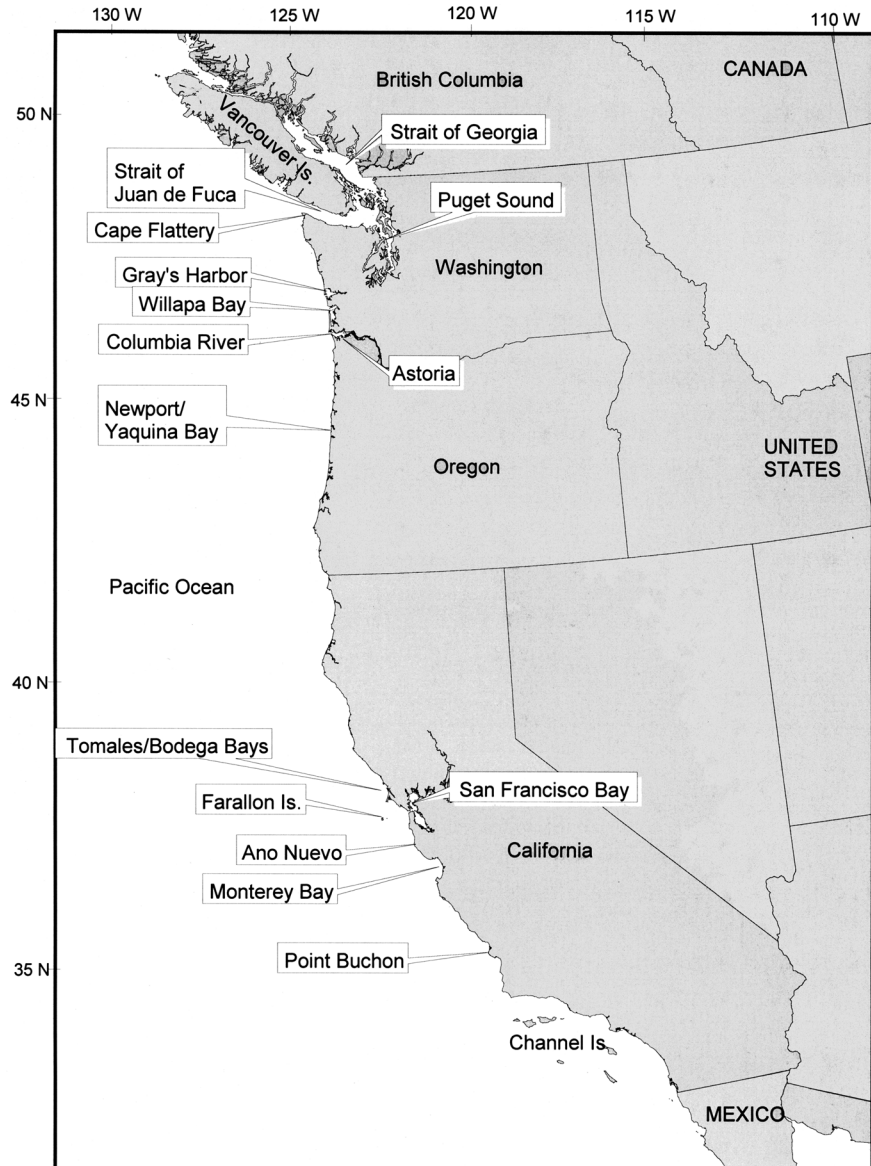 130 W
125 W
120 W
115 W
110 W
British Columbia
CANADA
50 N
Vancouver Is.
Strait of Georgia
Strait of
Juan de Fuca
Puget Sound
Cape Flattery
Washington
Gray's Harbor
Willapa Bay
Columbia River
Astoria
45 N
Newport/
Yaquina Bay
UNITED
STATES
Oregon
Pacific Ocean
40 N
Tomales/Bodega Bays
San Francisco Bay
Farallon Is.
Ano Nuevo
California
Monterey Bay
Point Buchon
35 N
Channel Is.
MEXICO